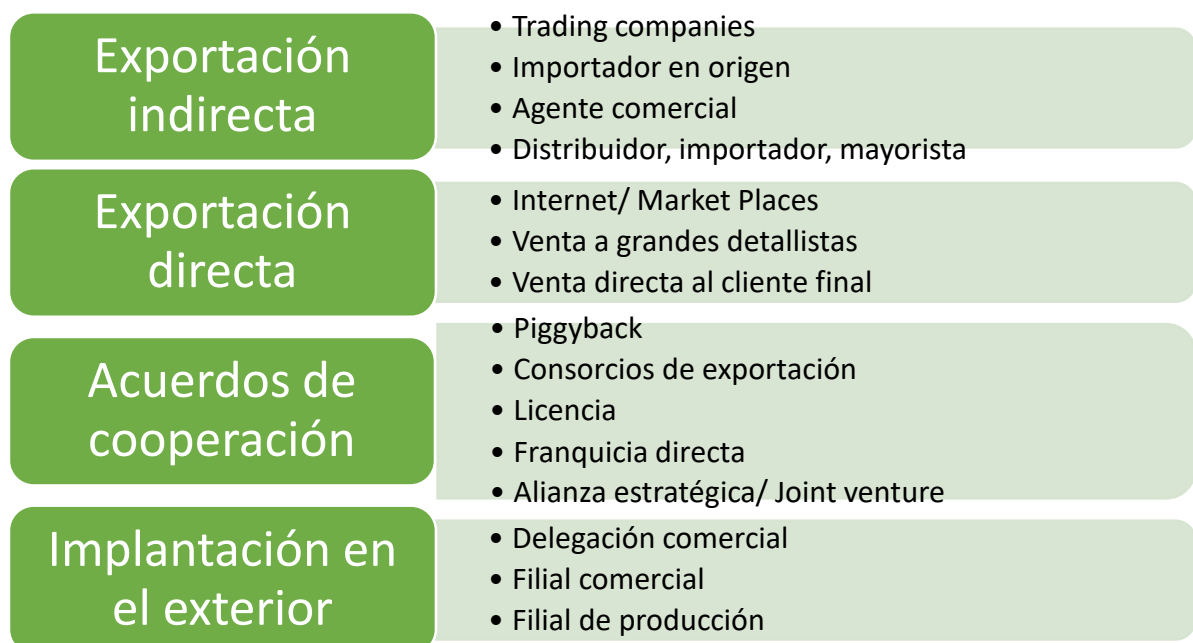 Exportación
indirecta
• Trading companies
• Importador en origen
• Agente comercial
• Distribuidor, importador, mayorista
Exportación
directa
• Internet/ Market Places
• Venta a grandes detallistas
• Venta directa al cliente final
Acuerdos de
cooperación
• Piggyback
• Consorcios de exportación
• Licencia
• Franquicia directa
• Alianza estratégica/ Joint venture
Implantación en
el exterior
• Delegación comercial
• Filial comercial
• Filial de producción